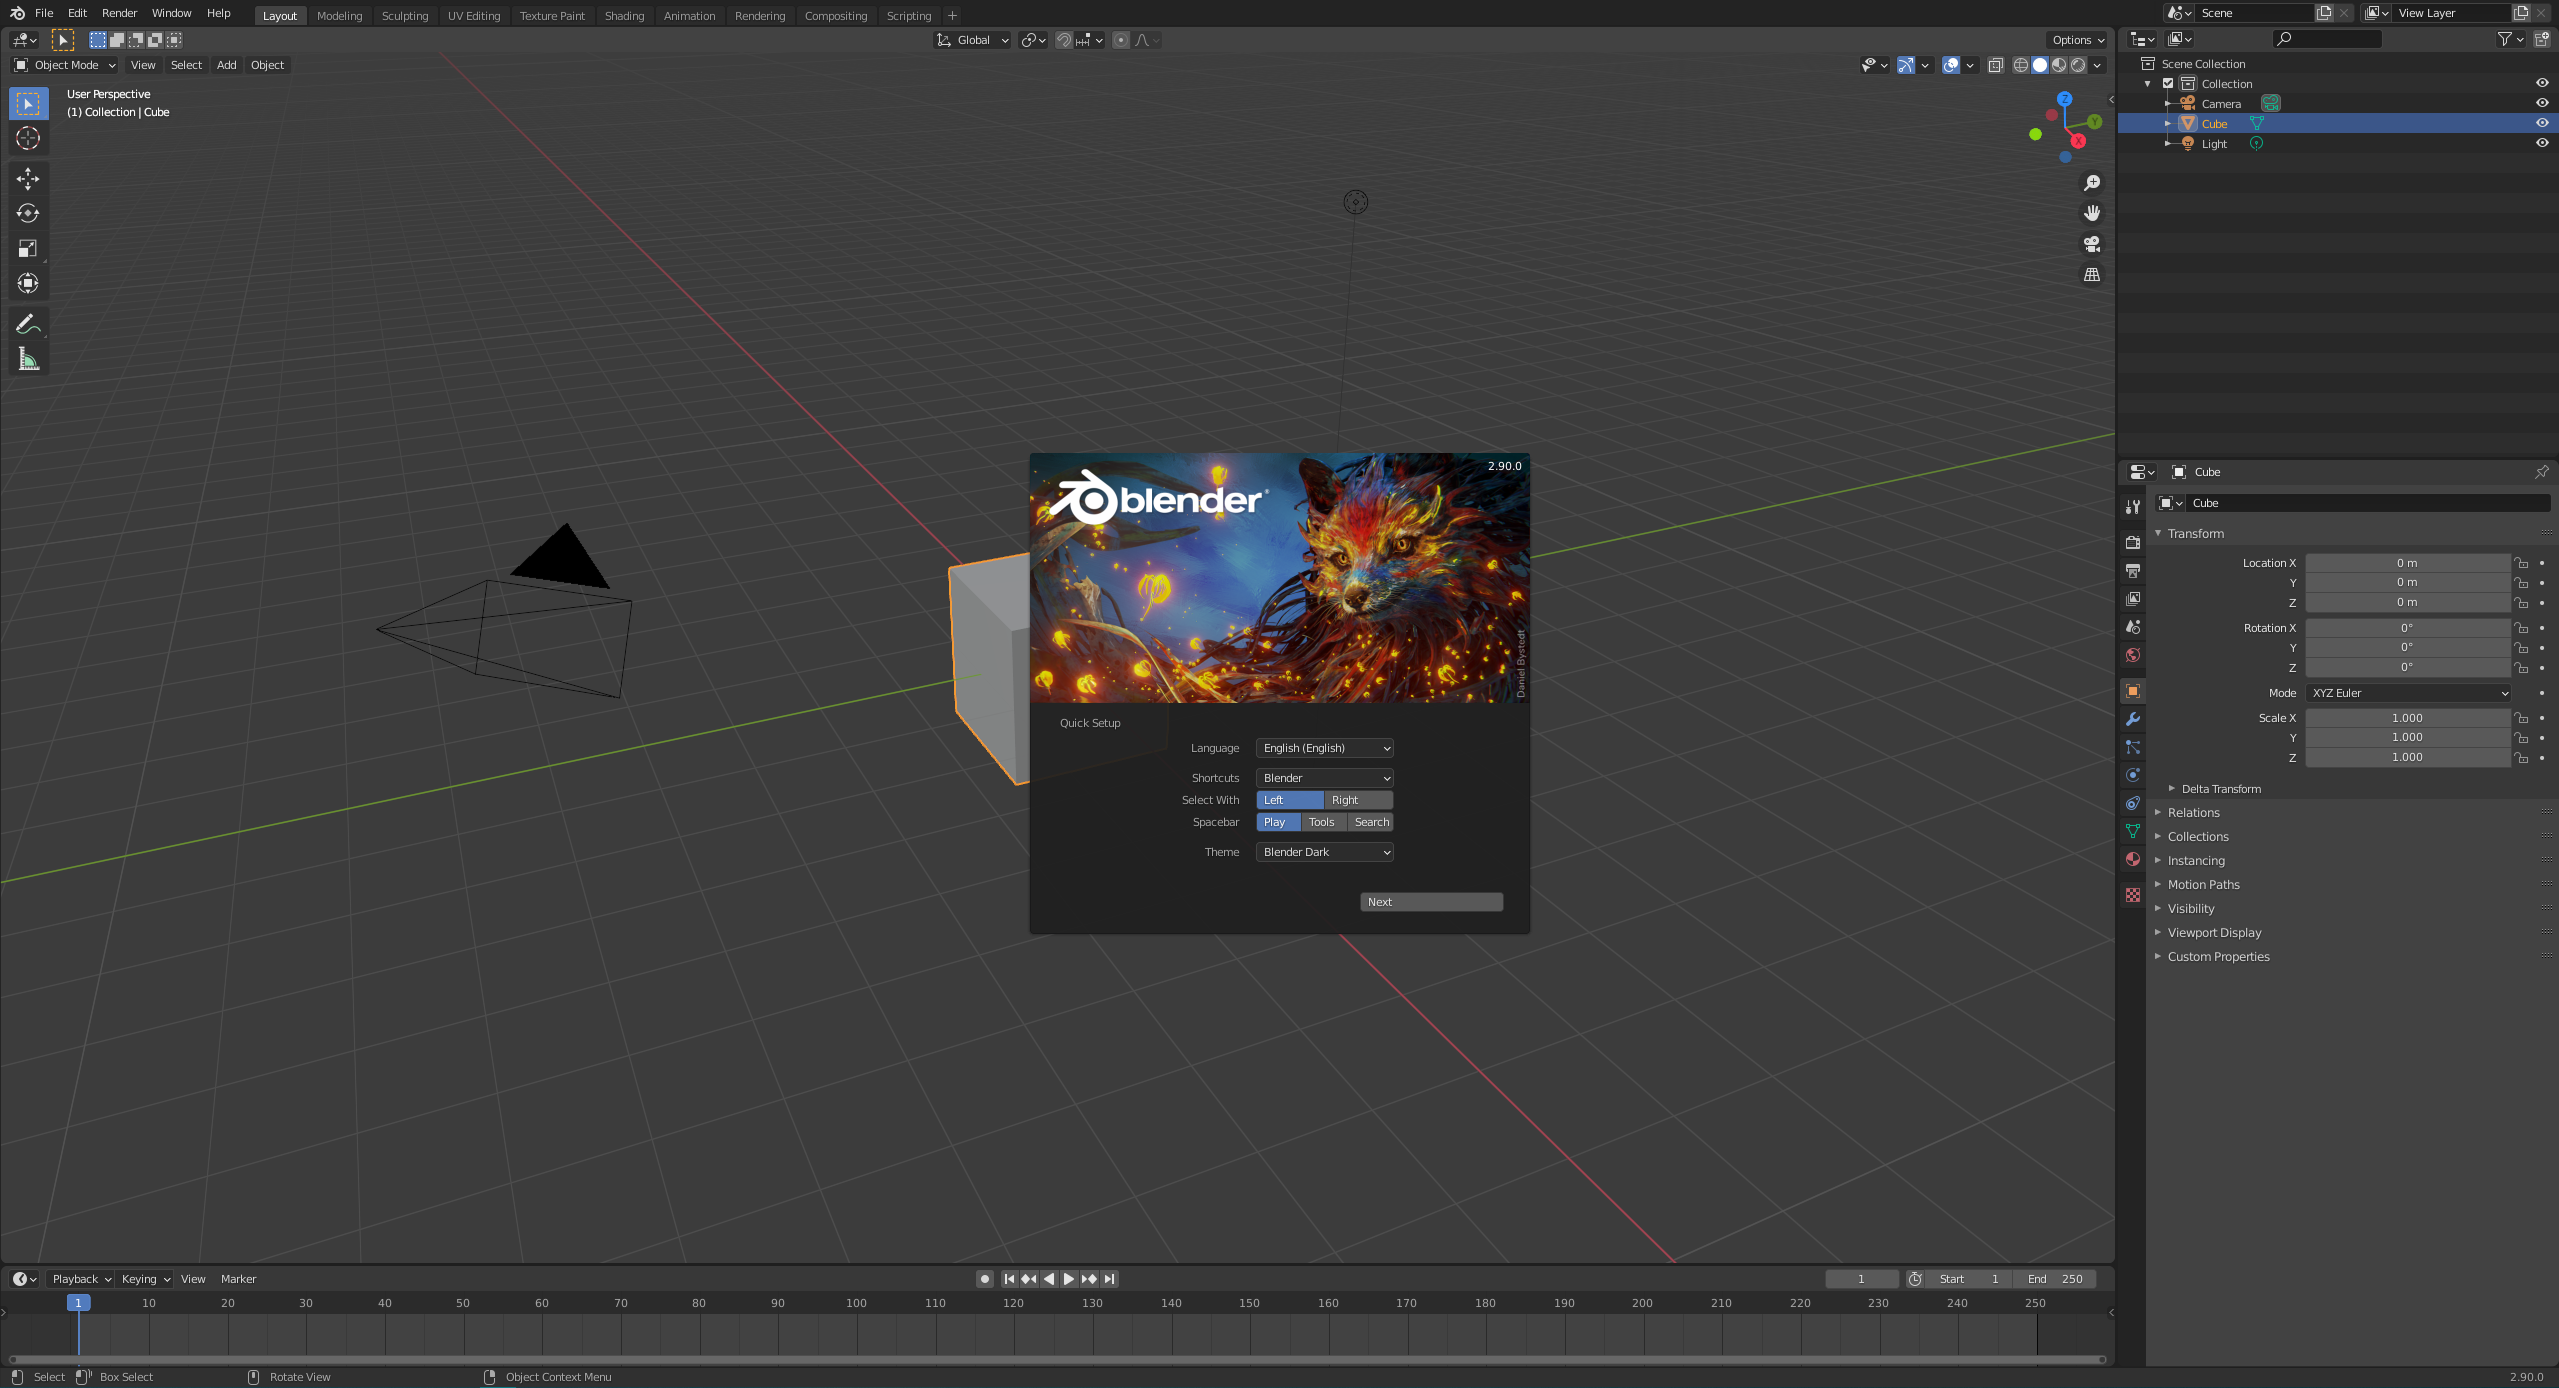 File Edit Render Window Help Layout Modeling Sculpting UV Editing Texture Paint Shading Animation Rendering Compositing Scripting + Scene View Layer
Global Options
Object Mode View Select Add Object
User Perspective
(1) Collection | Cube
Z
Y
X
Scene Collection
Collection
Camera
Cube
Light
2.90.0
blender
Daniel Bystedt
Quick Setup
Language English (English)
Shortcuts Blender
Select With Left Right
Spacebar Play Tools Search
Theme Blender Dark
Next
Cube
Cube
Transform
Location X 0 m
Y 0 m
Z 0 m
Rotation X 0°
Y 0°
Z 0°
Mode XYZ Euler
Scale X 1.000
Y 1.000
Z 1.000
Delta Transform
Relations
Collections
Instancing
Motion Paths
Visibility
Viewport Display
Custom Properties
Playback Keying View Marker 1 Start 1 End 250
1 10 20 30 40 50 60 70 80 90 100 110 120 130 140 150 160 170 180 190 200 210 220 230 240 250
Select Box Select Rotate View Object Context Menu 2.90.0